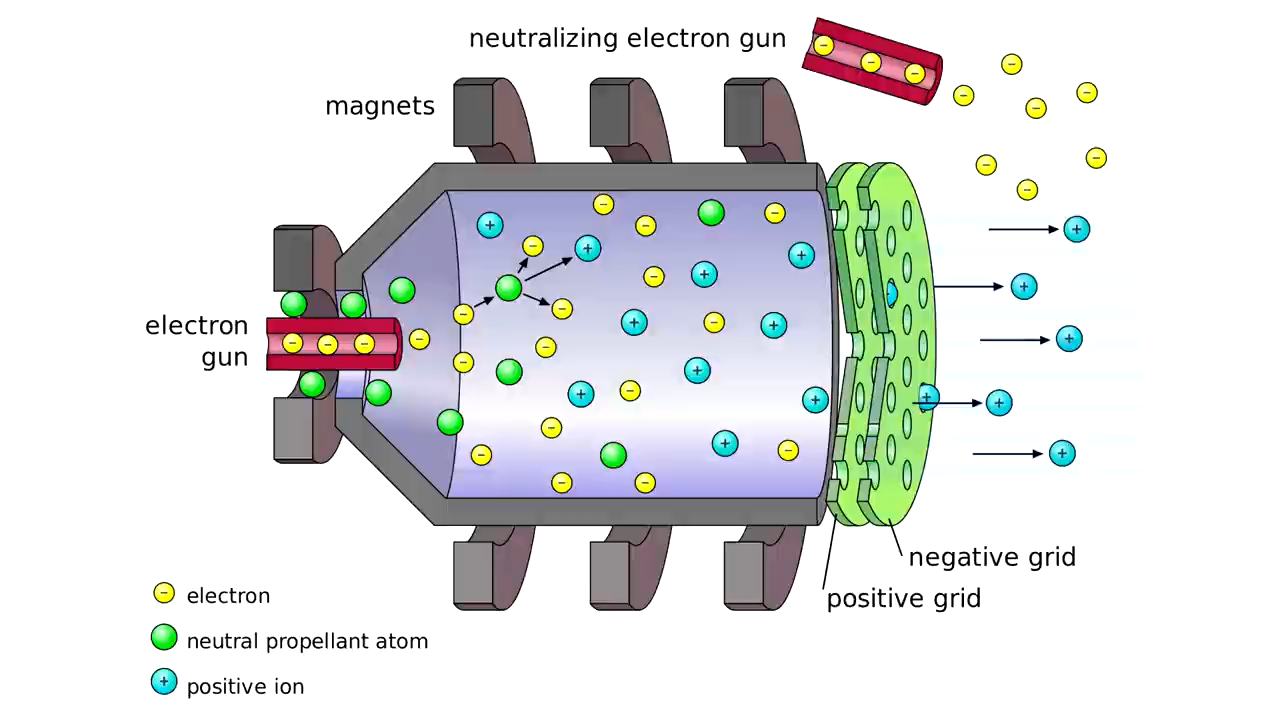 neutralizing electron gun
magnets
electron
gun
negative grid
positive grid
electron
neutral propellant atom
positive ion